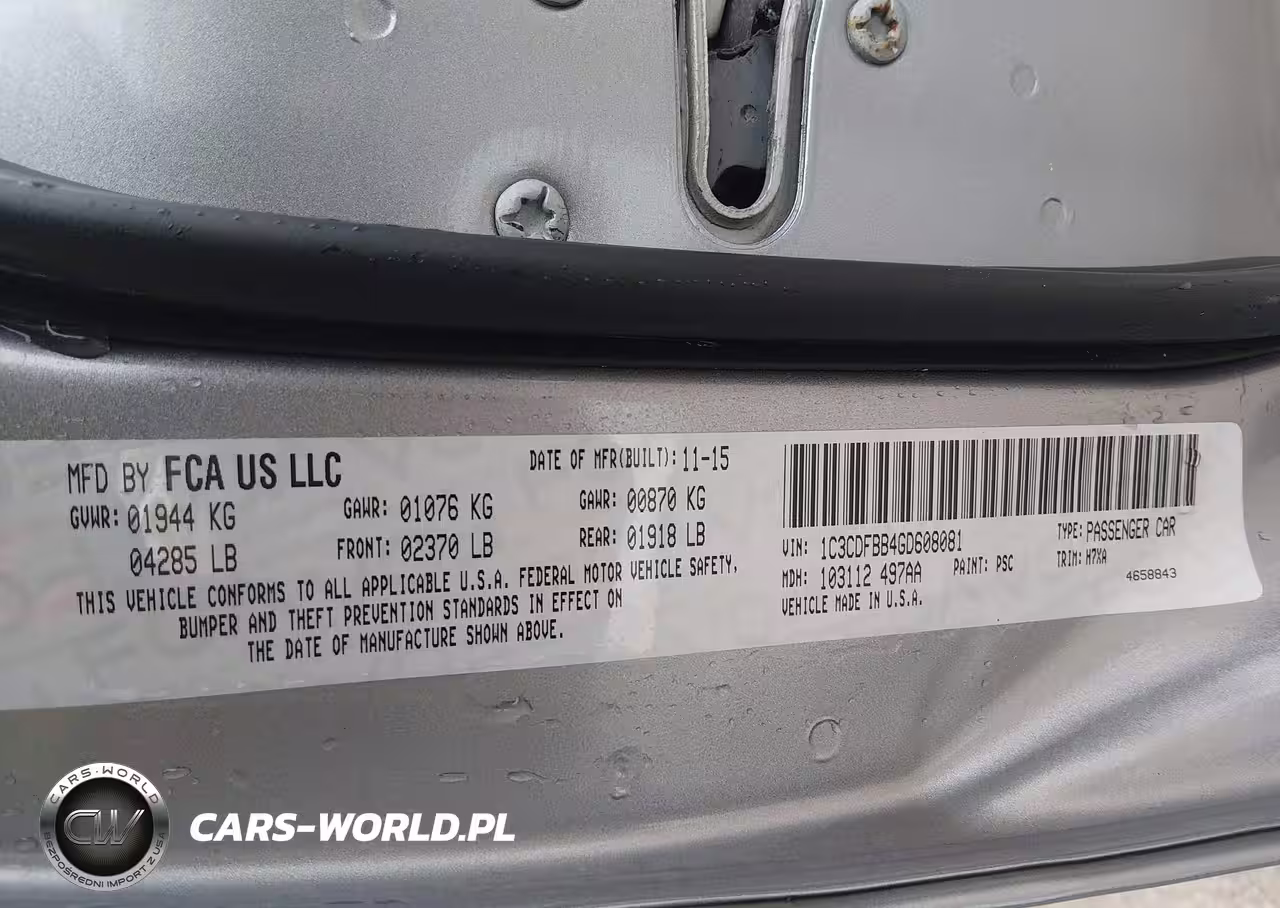 MFD BY FCA US LLC
DATE OF MFR(BUILT): 11-15
GVWR: 01944 KG
04285 LB
GAWR: 01076 KG
FRONT: 02370 LB
GAWR: 00870 KG
REAR: 01918 LB
THIS VEHICLE CONFORMS TO ALL APPLICABLE U.S.A. FEDERAL MOTOR VEHICLE SAFETY,
BUMPER AND THEFT PREVENTION STANDARDS IN EFFECT ON
THE DATE OF MANUFACTURE SHOWN ABOVE.
VIN: 1C3CDFBB4GD608081
TYPE: PASSENGER CAR
MDH: 103112 497AA
PAINT: PSC
TRIM: H7XA
4658843
VEHICLE MADE IN U.S.A.
CARS-WORLD
CW
BEZPOŚREDNI IMPORT Z USA
CARS-WORLD.PL